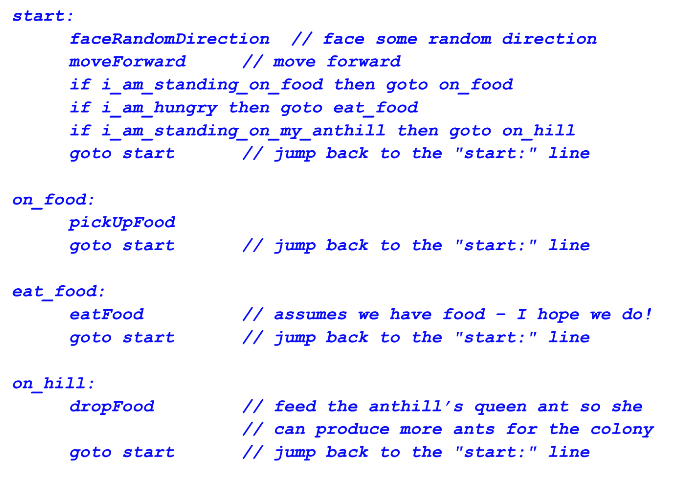 start:
faceRandomDirection // face some random direction
moveForward // move forward
if i_am_standing_on_food then goto on_food
if i_am_hungry then goto eat_food
if i_am_standing_on_my_anthill then goto on_hill
goto start // jump back to the "start:" line
on_food:
pickUpFood
goto start // jump back to the "start:" line
eat_food:
eatFood // assumes we have food – I hope we do!
goto start // jump back to the "start:" line
on_hill:
dropFood // feed the anthill’s queen ant so she
// can produce more ants for the colony
goto start // jump back to the "start:" line